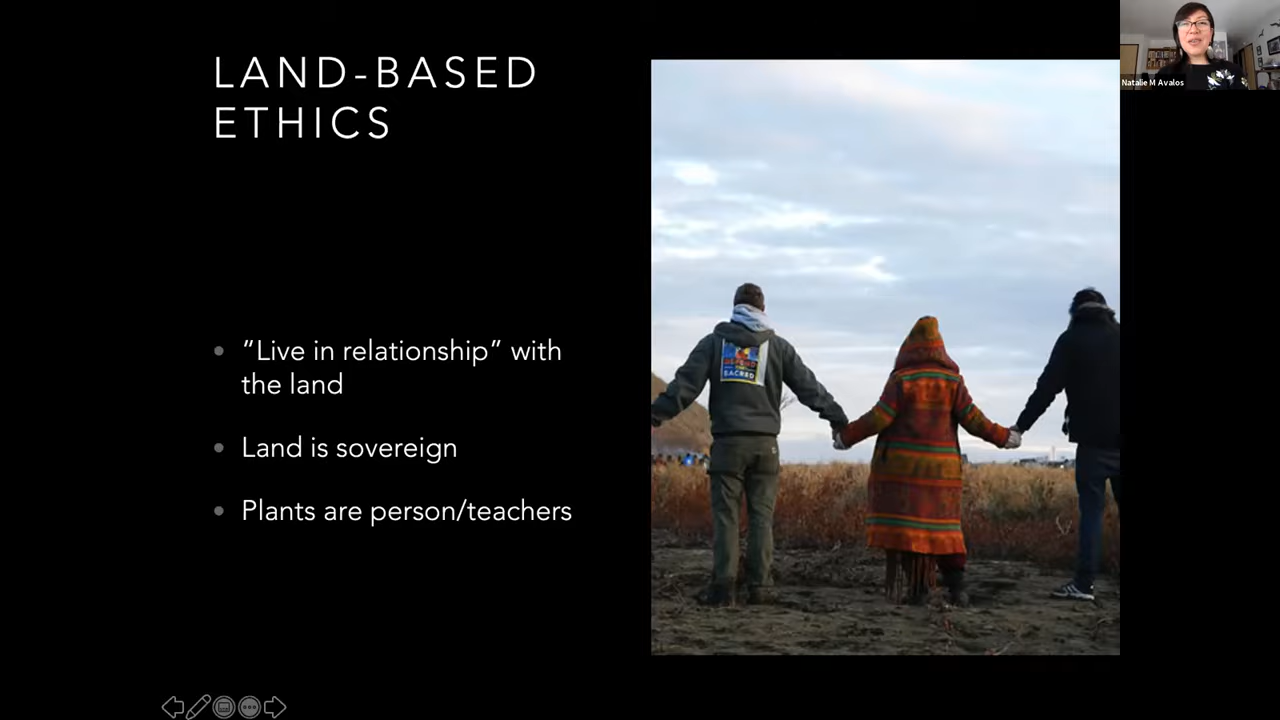 LAND-BASED
ETHICS
”Live in relationship” with
the land
Land is sovereign
Plants are person/teachers
DEFEND
SACRED
Natalie M Avalos